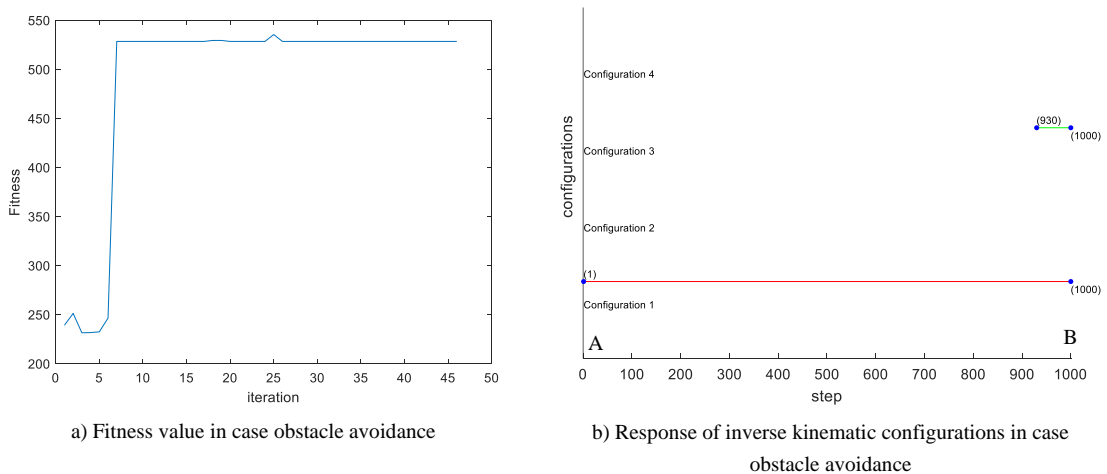 550
500
450
400
350
300
250
200
0
5
10
15
20
25
30
35
40
45
50
Fitness
iteration
a) Fitness value in case obstacle avoidance
configurations
Configuration 4
(930)
(1000)
Configuration 3
Configuration 2
(1)
(1000)
Configuration 1
A
B
0
100
200
300
400
500
600
700
800
900
1000
step
b) Response of inverse kinematic configurations in case
obstacle avoidance